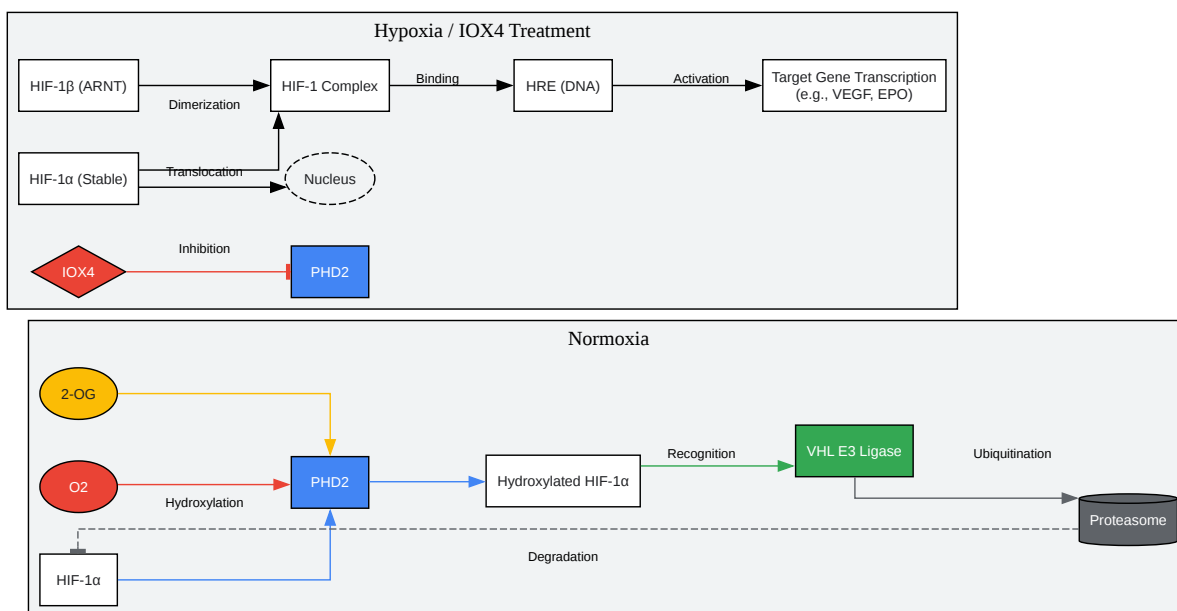 Hypoxia / IOX4 Treatment
HIF-1β (ARNT)
Dimerization
HIF-1 Complex
Binding
HRE (DNA)
Activation
Target Gene Transcription
(e.g., VEGF, EPO)
HIF-1α (Stable)
Translocation
Nucleus
IOX4
Inhibition
PHD2
Normoxia
2-OG
O2
Hydroxylation
PHD2
Hydroxylated HIF-1α
Recognition
VHL E3 Ligase
Ubiquitination
Proteasome
Degradation
HIF-1α